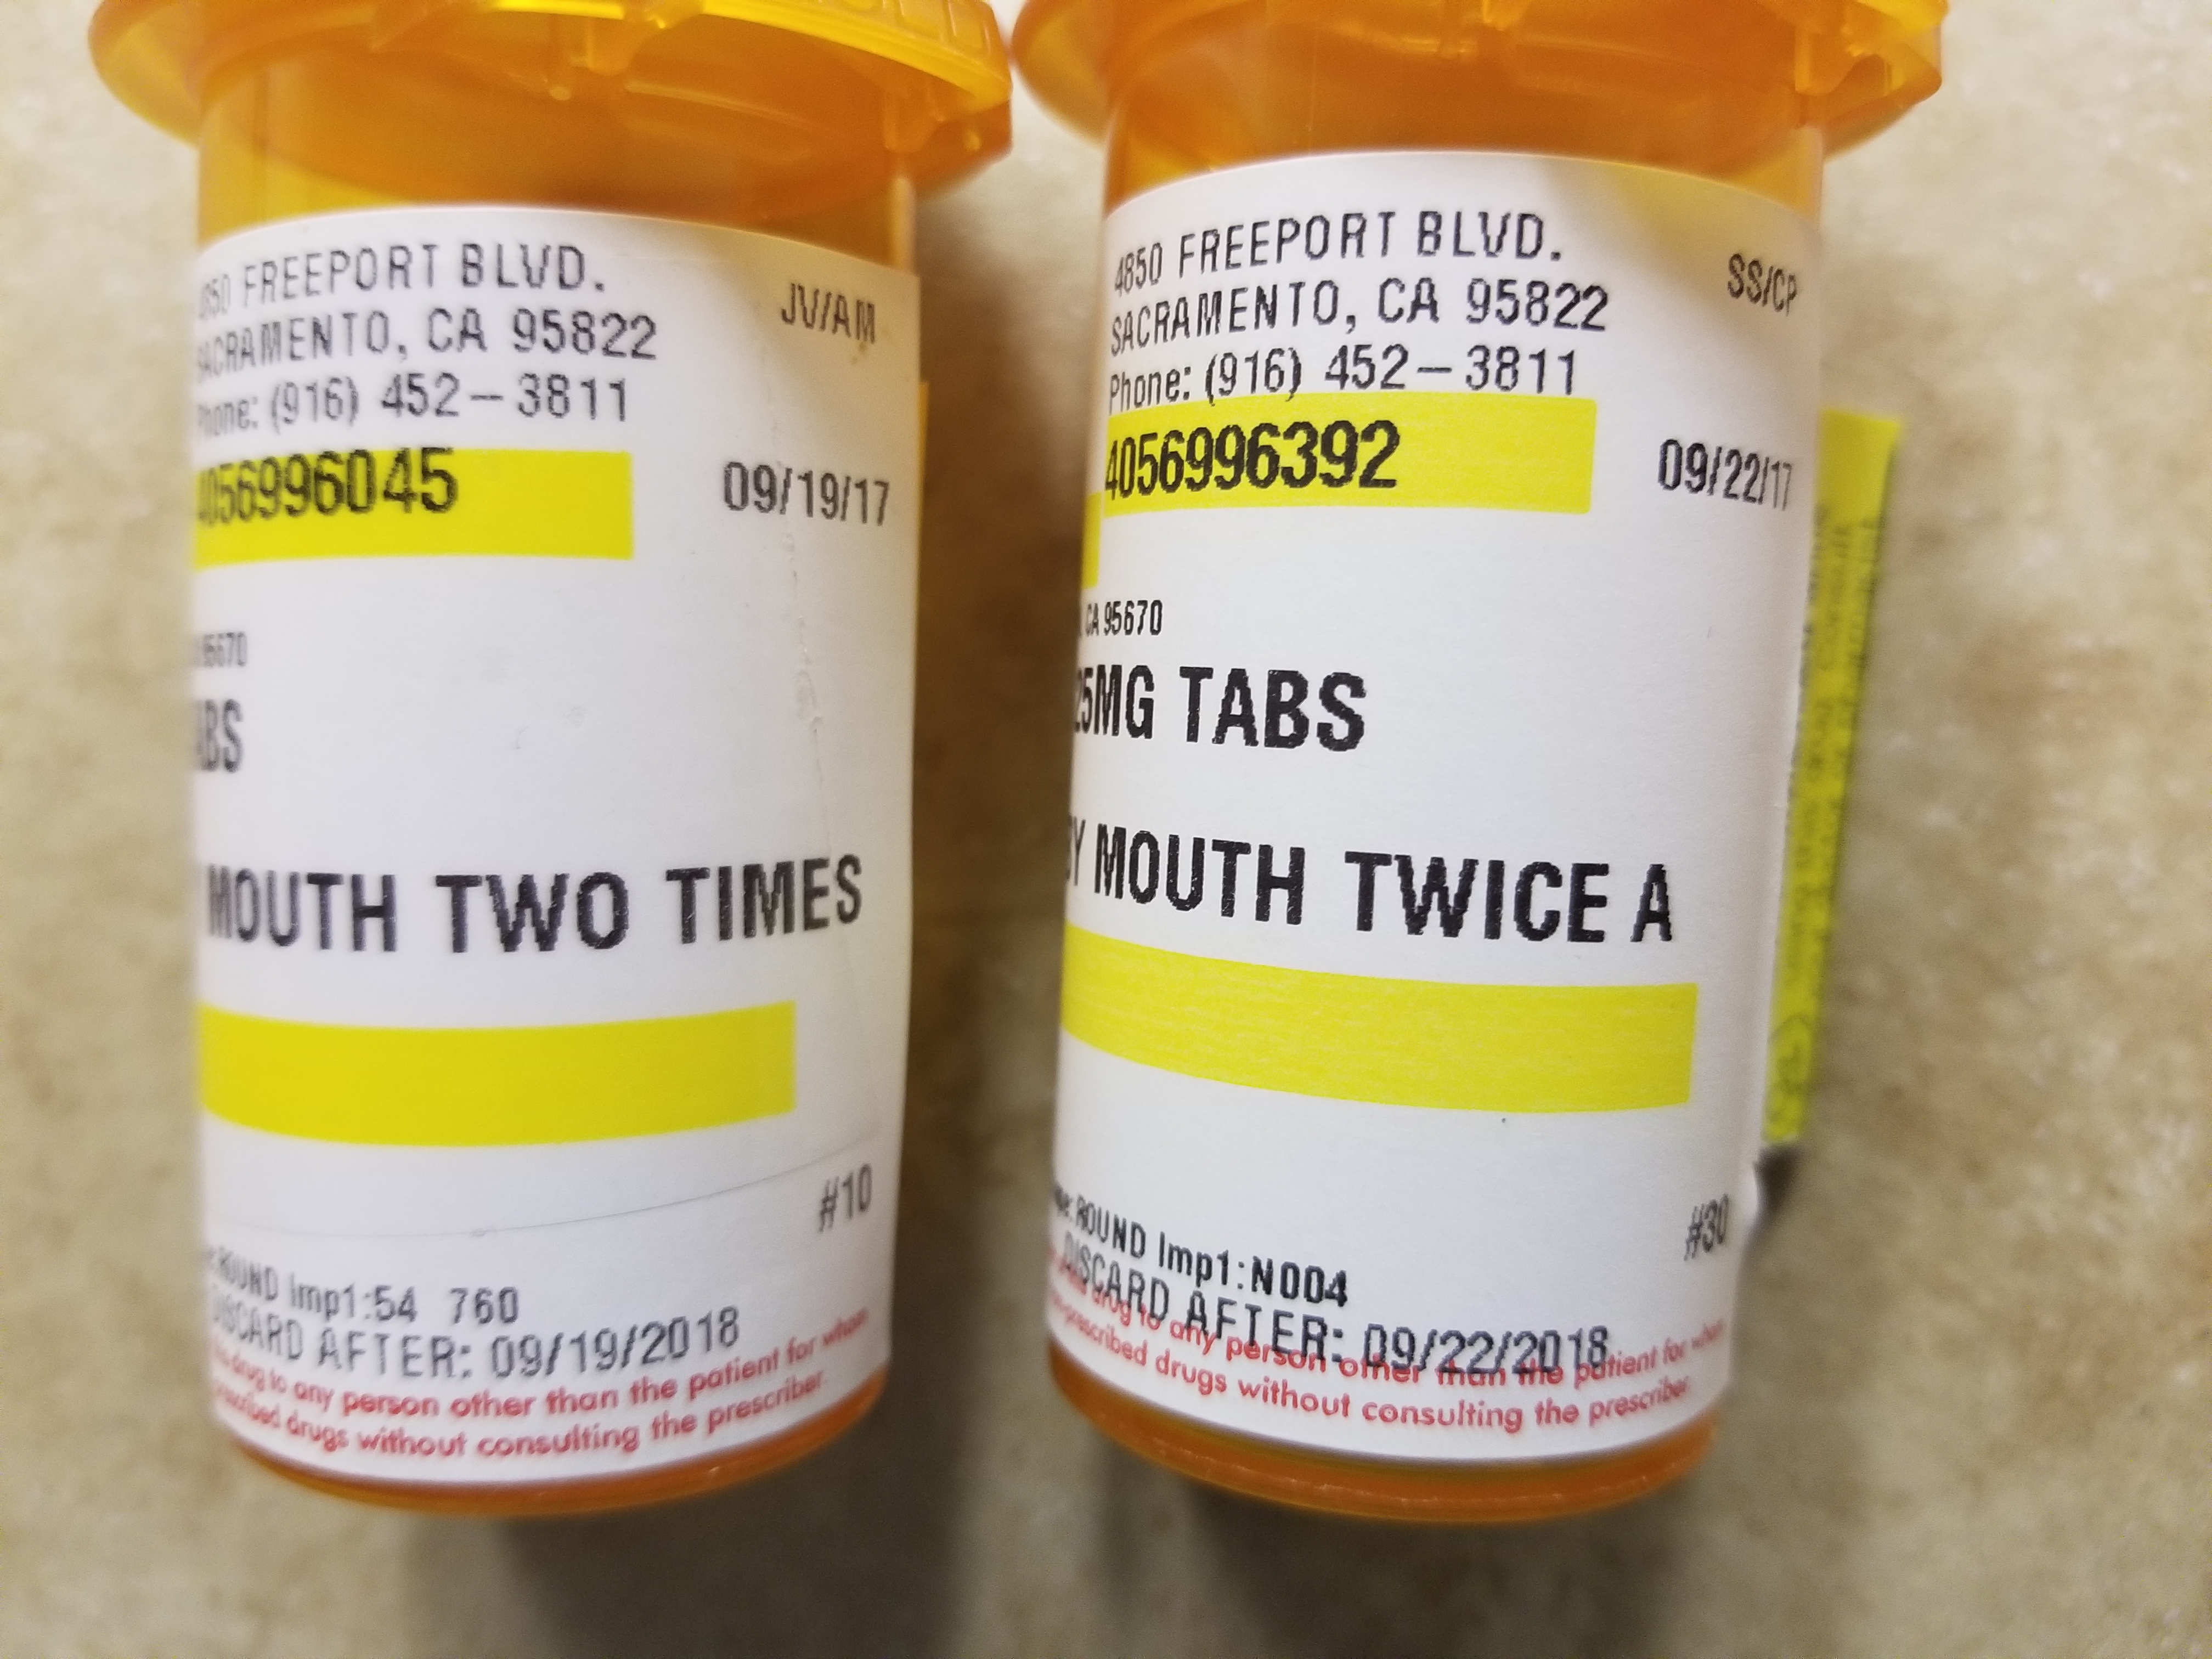 FREEPORT BLVD.
SACRAMENTO, CA 95822
JV/AM
Phone: (916) 452-3811
4056996045
09/19/17
95670
TABS
MOUTH TWO TIMES
#10
ROUND Imp1:54 760
DISCARD AFTER: 09/19/2018
drug to any person other than the patient for whom
prescribed drugs without consulting the prescriber.
4850 FREEPORT BLVD.
SACRAMENTO, CA 95822
SS/CP
Phone: (916) 452-3811
4056996392
09/22/17
CA 95670
25MG TABS
BY MOUTH TWICE A
#30
ROUND Imp1:N004
DISCARD AFTER: 09/22/2018
drug to any person other than the patient for whom
prescribed drugs without consulting the prescriber.